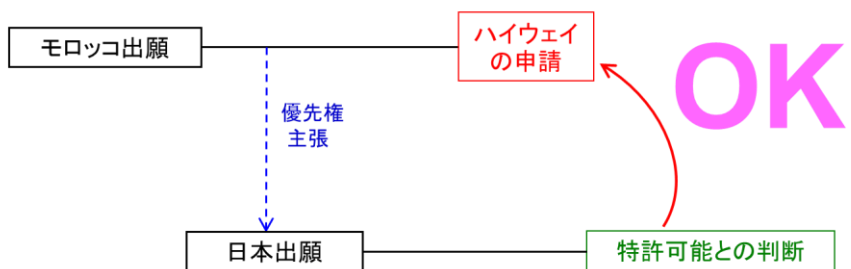 モロッコ出願
ハイウェイ
の申請
OK
優先権
主張
日本出願
特許可能との判断